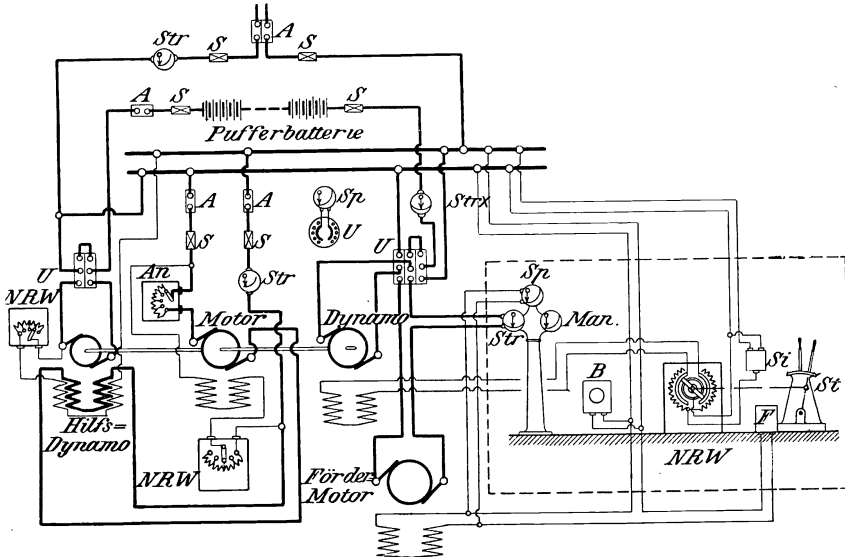 Str
S
A
S
A
S
S
Pufferbatterie
A
S
A
S
Sp
U
Strx
U
NRW
An
Str
U
Motor
Dynamo
Sp
Str
Man.
B
Si
St
F
NRW
Hilfs=
Dynamo
NRW
Förder
Motor